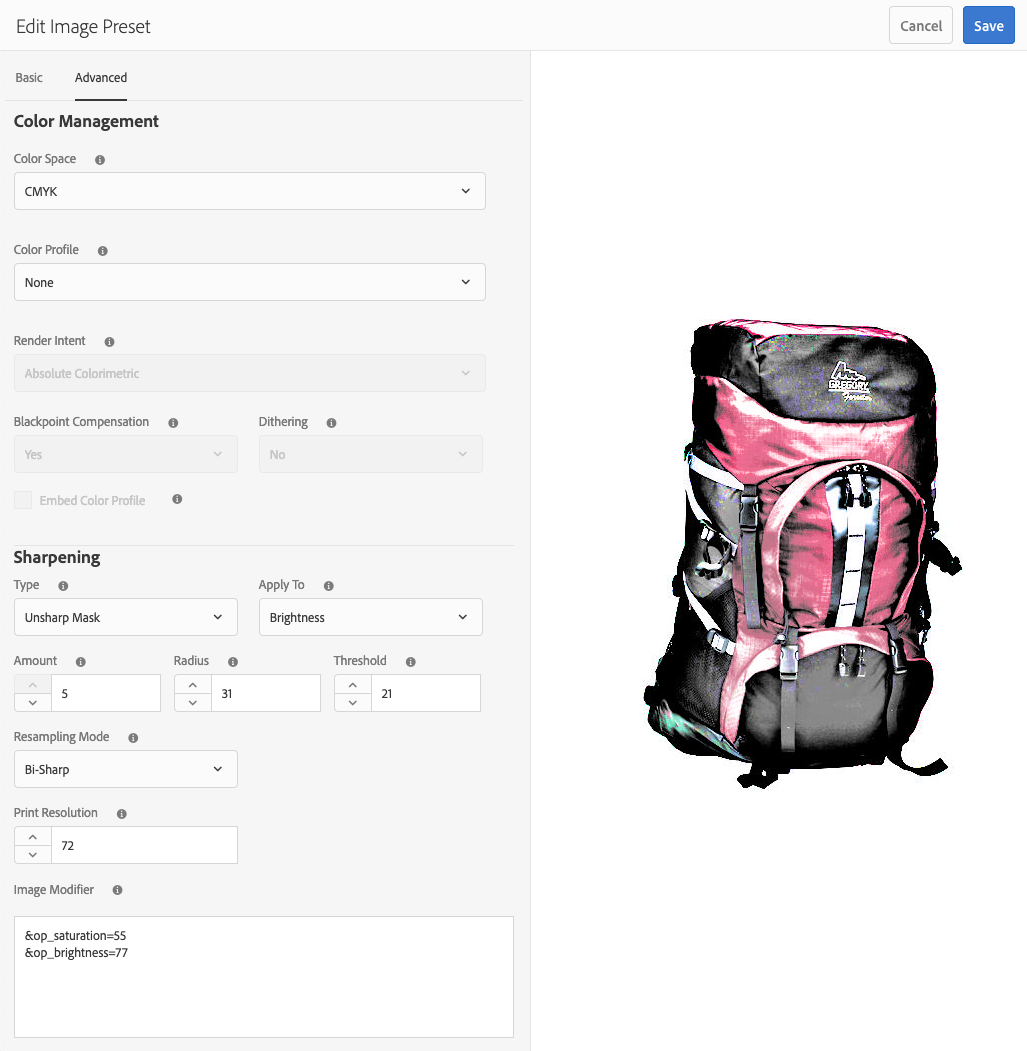 Edit Image Preset
Cancel
Save
Basic
Advanced
Color Management
Color Space
CMYK
Color Profile
None
Render Intent
Absolute Colorimetric
Blackpoint Compensation
Dithering
Yes
No
Embed Color Profile
Sharpening
Type
Apply To
Unsharp Mask
Brightness
Amount
Radius
Threshold
5
31
21
Resampling Mode
Bi-Sharp
Print Resolution
72
Image Modifier
&op_saturation=55
&op_brightness=77
GREGORY